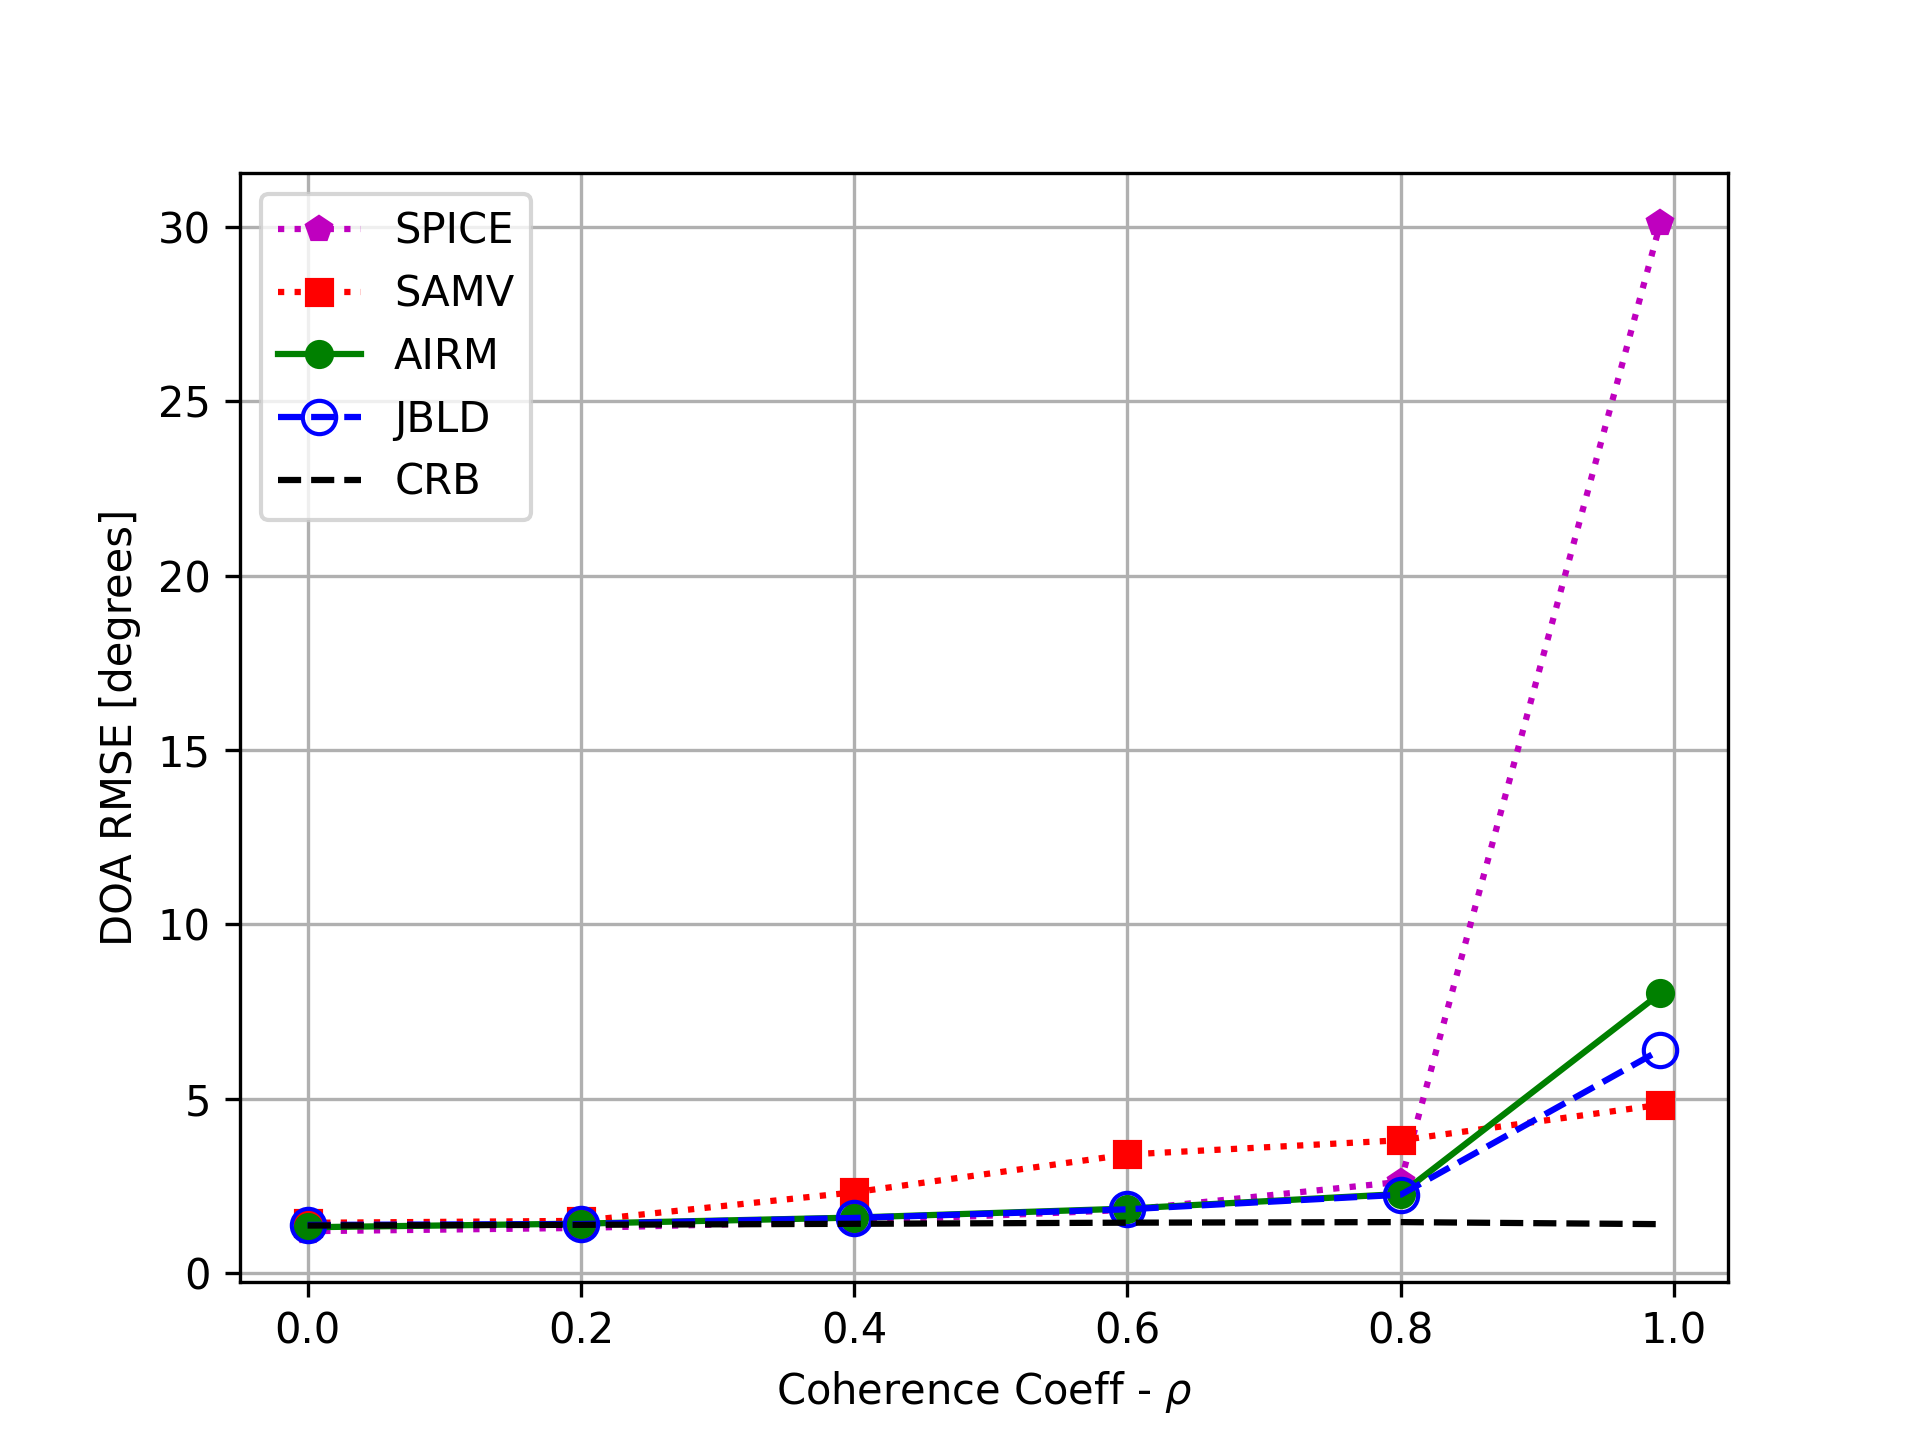 SPICE
SAMV
AIRM
JBLD
CRB
DOA RMSE [degrees]
30
25
20
15
10
5
0
0.0 0.2 0.4 0.6 0.8 1.0
Coherence Coeff - ρ